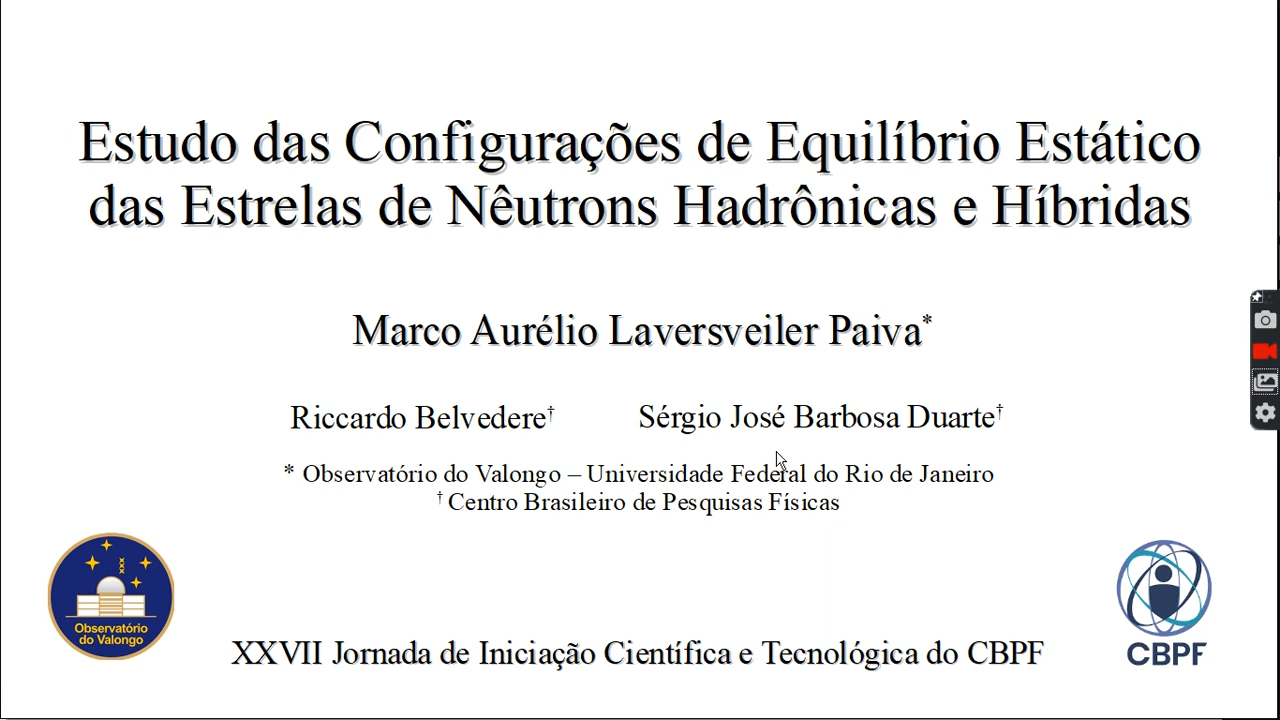 Estudo das Configurações de Equilíbrio Estático
das Estrelas de Nêutrons Hadrônicas e Híbridas
Marco Aurélio Laversveiler Paiva*
Riccardo Belvedere† Sérgio José Barbosa Duarte†
* Observatório do Valongo – Universidade Federal do Rio de Janeiro
† Centro Brasileiro de Pesquisas Físicas
Observatório
do Valongo
XXVII Jornada de Iniciação Científica e Tecnológica do CBPF
CBPF